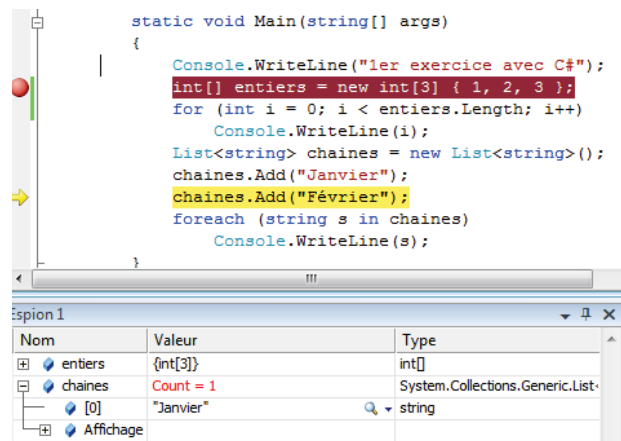 static void Main(string[] args)
{
Console.WriteLine("1er exercice avec C#");
int[] entiers = new int[3] { 1, 2, 3 };
for (int i = 0; i < entiers.Length; i++)
Console.WriteLine(i);
List<string> chaines = new List<string>();
chaines.Add("Janvier");
chaines.Add("Février");
foreach (string s in chaines)
Console.WriteLine(s);
}
Espion 1
Nom Valeur Type
entiers {int[3]} int[]
chaines Count = 1 System.Collections.Generic.List<
[0] "Janvier" string
Affichage